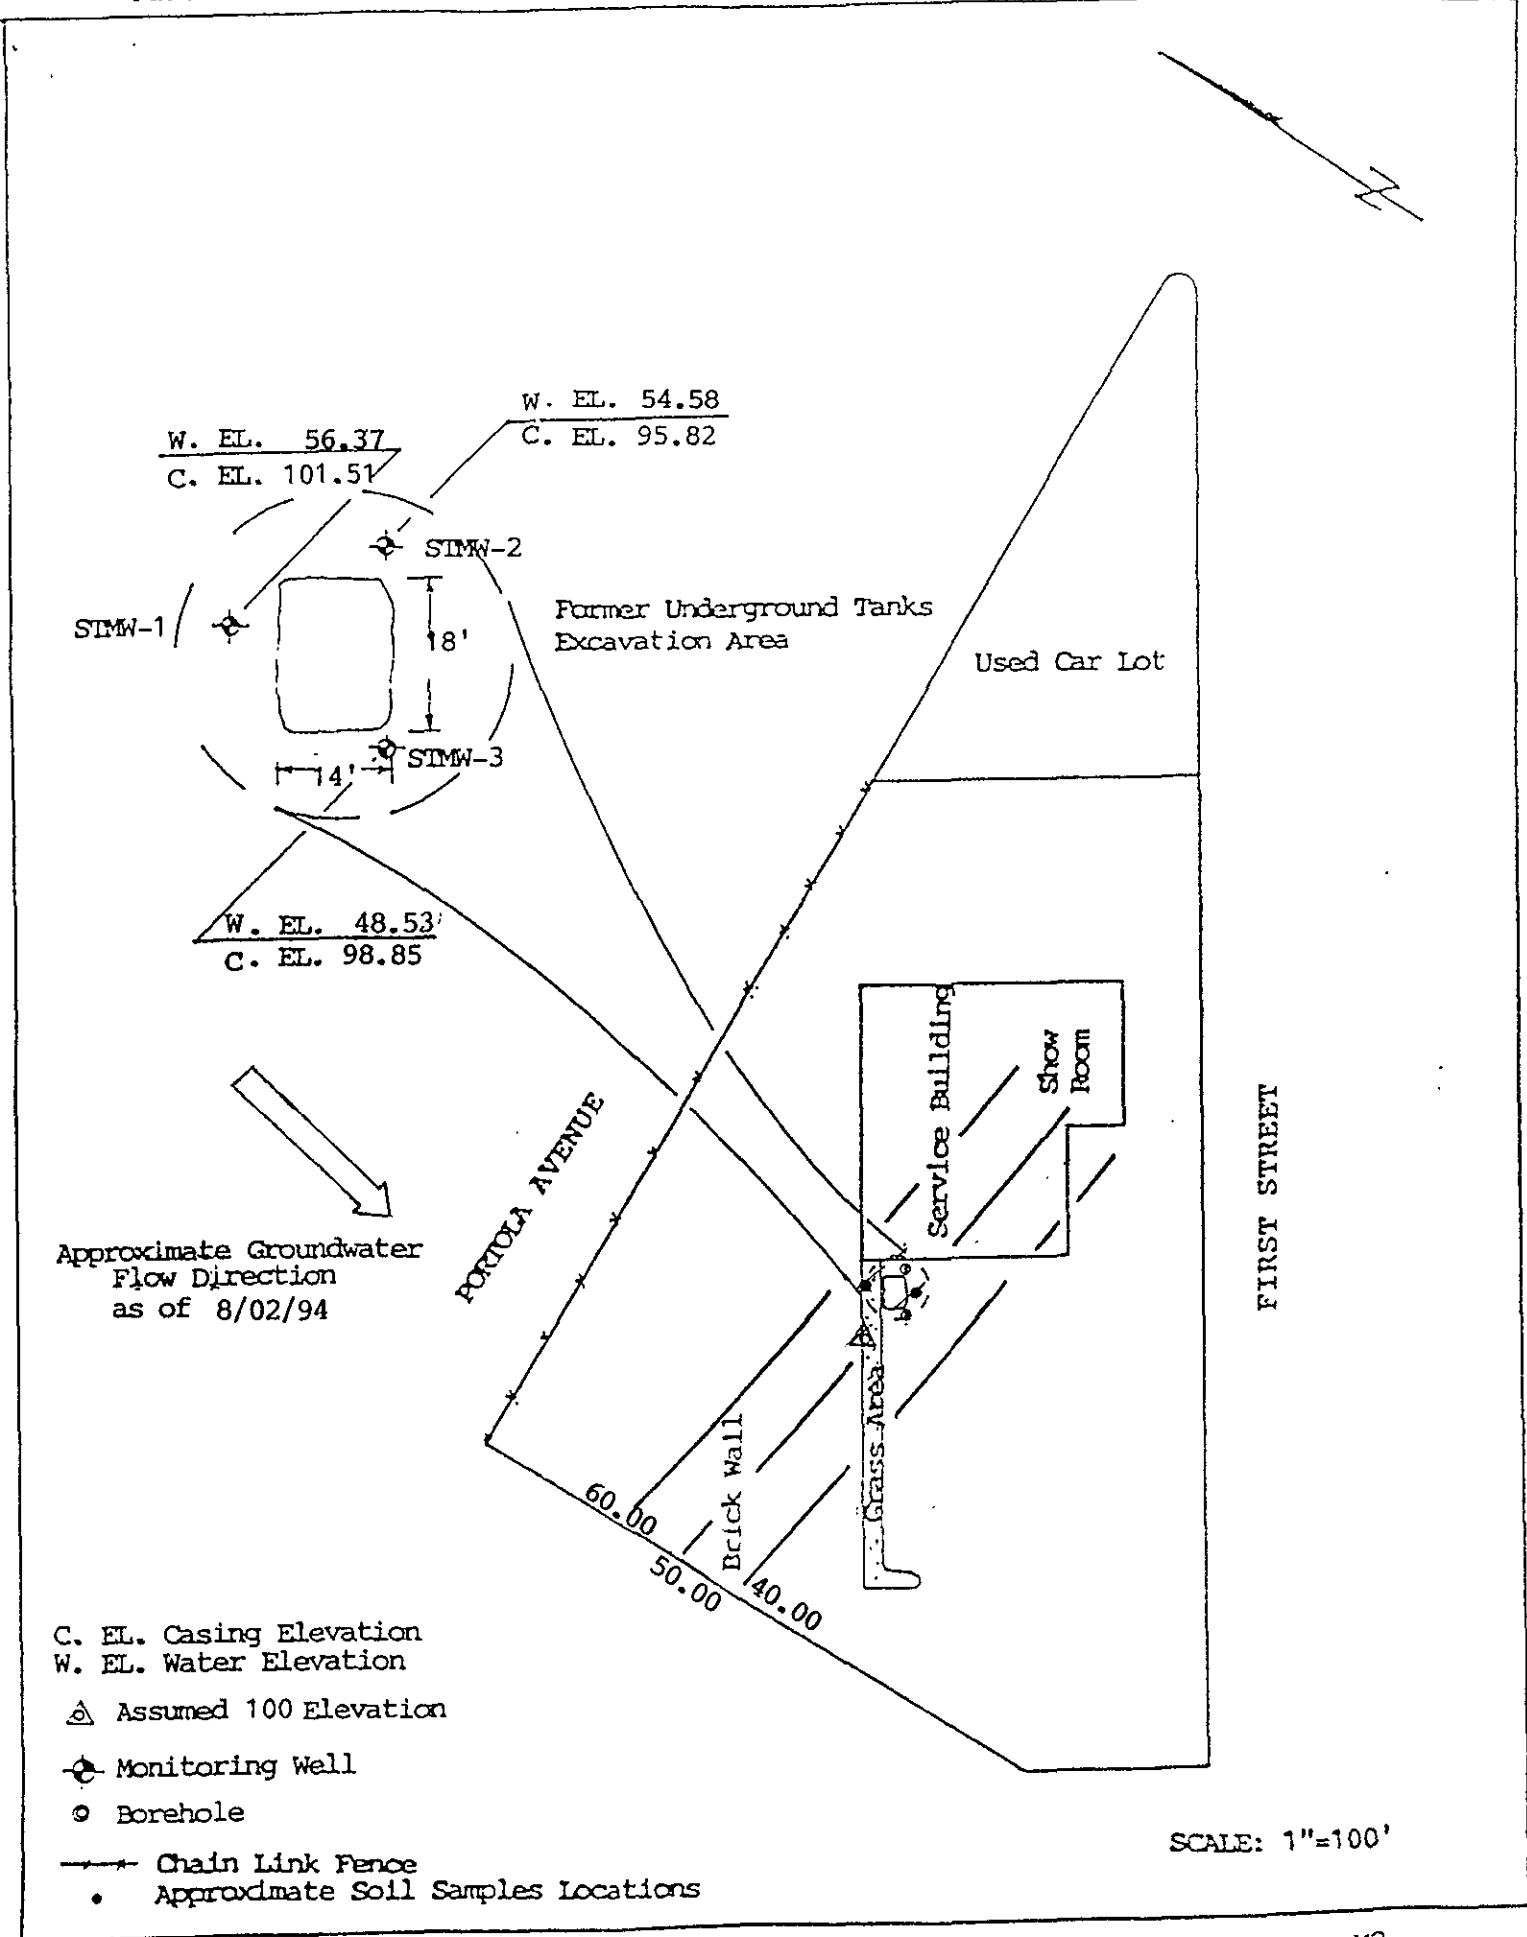 N
W. EL. 54.58
C. EL. 95.82
W. EL. 56.37
C. EL. 101.51
STMW-2
STMW-1
Former Underground Tanks
Excavation Area
18'
Used Car Lot
STMW-3
14'
W. EL. 48.53
C. EL. 98.85
Service Building
Show
Room
PORTOLA AVENUE
FIRST STREET
Approximate Groundwater
Flow Direction
as of 8/02/94
Grass Area
Brick Wall
60.00
50.00
40.00
C. EL. Casing Elevation
W. EL. Water Elevation
Assumed 100 Elevation
Monitoring Well
Borehole
Chain Link Fence
Approximate Soil Samples Locations
SCALE: 1"=100'